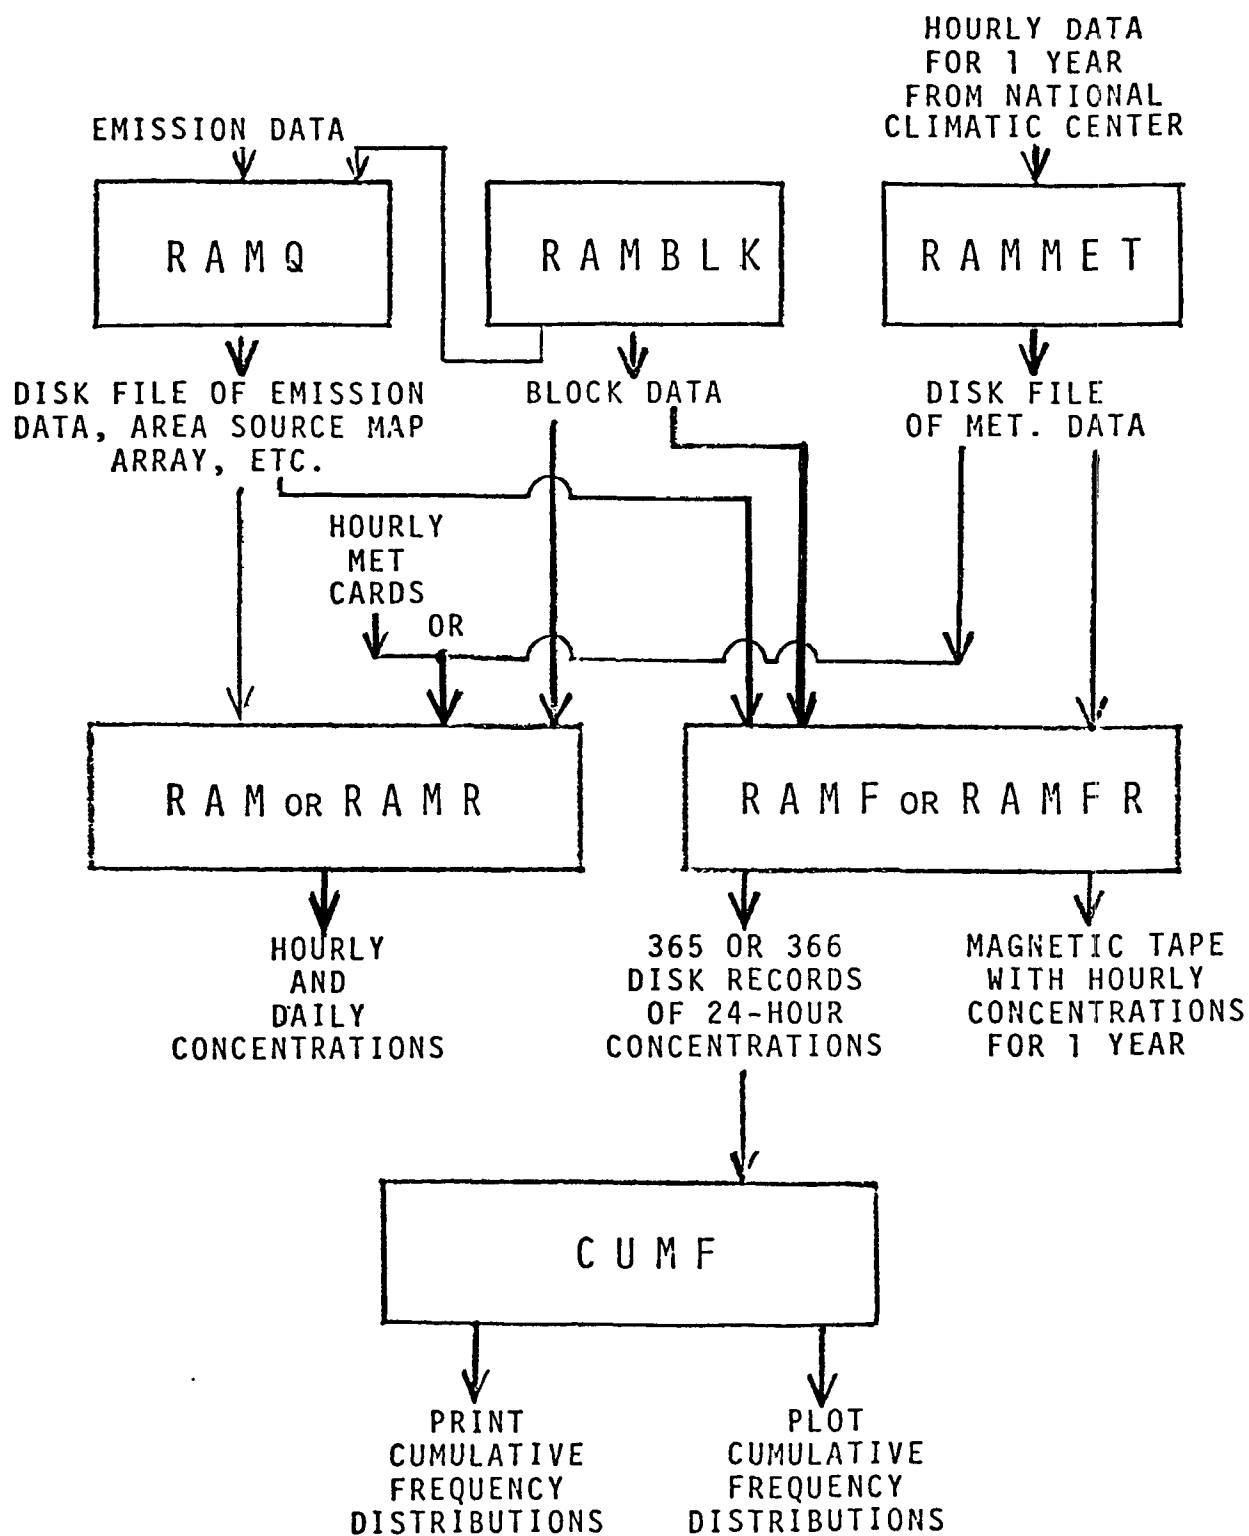 HOURLY DATA
FOR 1 YEAR
FROM NATIONAL
CLIMATIC CENTER
EMISSION DATA
RAMQ
RAMBLK
RAMMET
DISK FILE OF EMISSION
DATA, AREA SOURCE MAP
ARRAY, ETC.
BLOCK DATA
DISK FILE
OF MET. DATA
HOURLY
MET
CARDS
OR
RAM OR RAMR
RAMF OR RAMFR
HOURLY
AND
DAILY
CONCENTRATIONS
365 OR 366
DISK RECORDS
OF 24-HOUR
CONCENTRATIONS
MAGNETIC TAPE
WITH HOURLY
CONCENTRATIONS
FOR 1 YEAR
CUMF
PRINT
CUMULATIVE
FREQUENCY
DISTRIBUTIONS
PLOT
CUMULATIVE
FREQUENCY
DISTRIBUTIONS